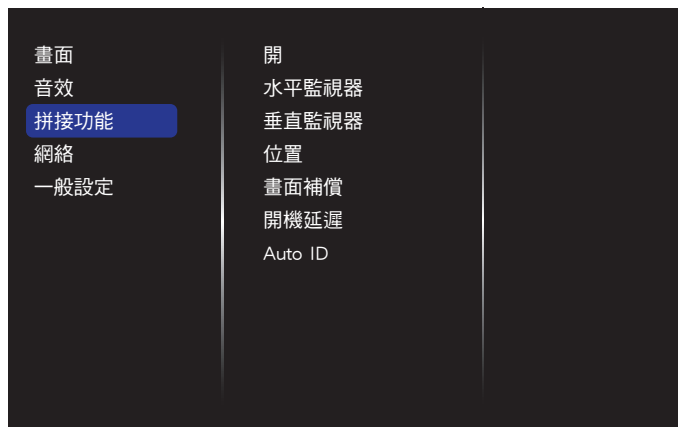 畫面
音效
拼接功能
網絡
一般設定
開
水平監視器
垂直監視器
位置
畫面補償
開機延遲
Auto ID